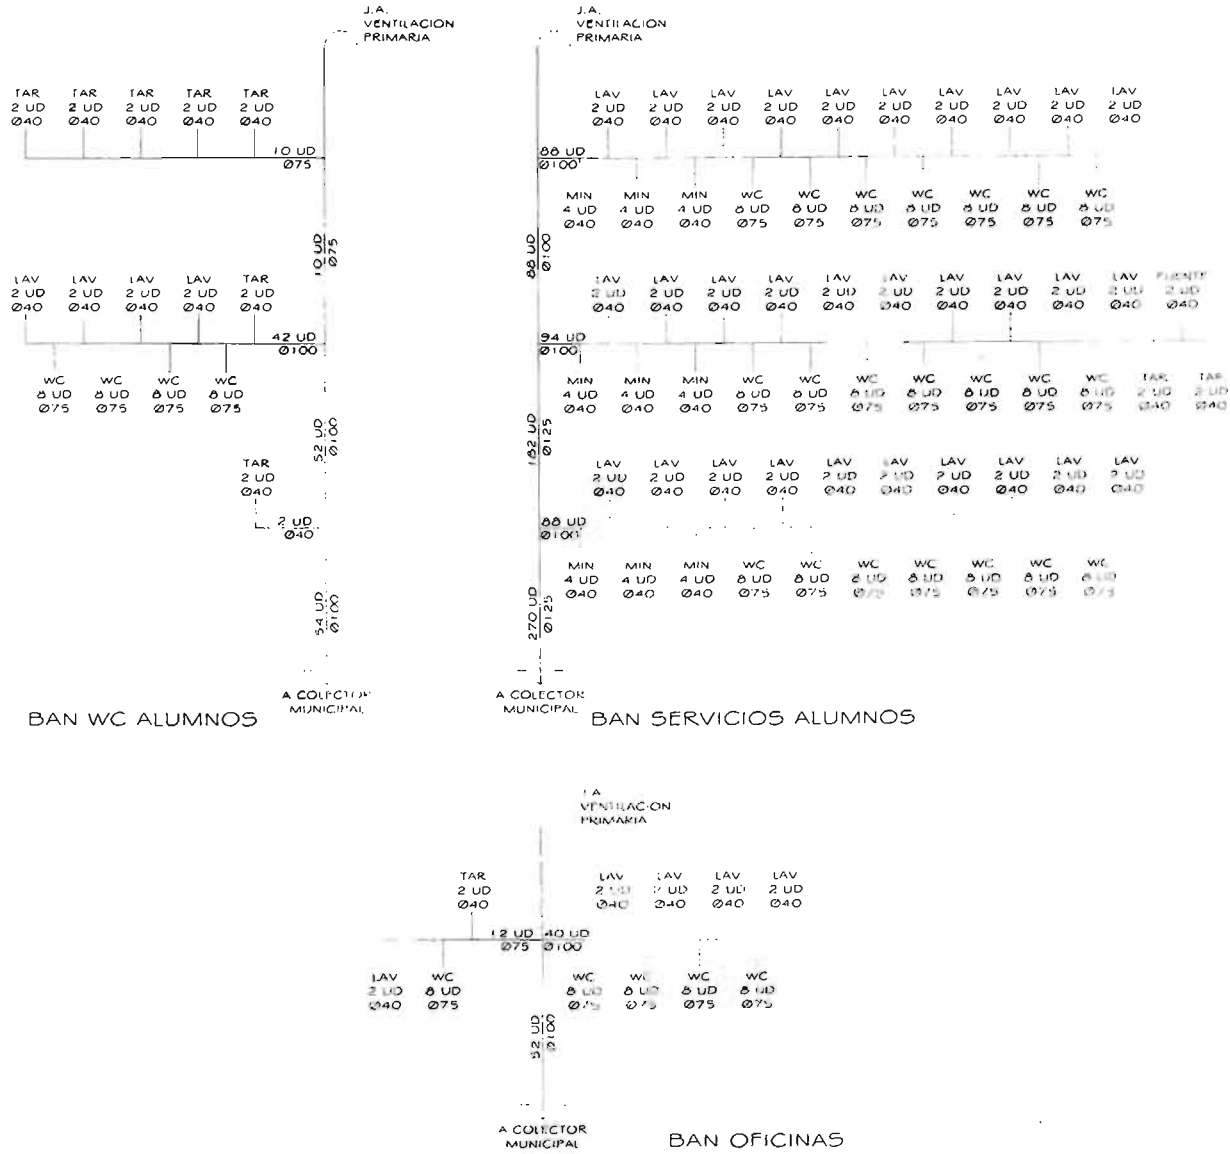 J.A.
VENTILACION
PRIMARIA
TAR TAR TAR TAR TAR
2 UD 2 UD 2 UD 2 UD 2 UD
Ø40 Ø40 Ø40 Ø40 Ø40
10 UD
Ø75
10 UD
Ø75
LAV LAV LAV LAV TAR
2 UD 2 UD 2 UD 2 UD 2 UD
Ø40 Ø40 Ø40 Ø40 Ø40
42 UD
Ø100
WC WC WC WC
8 UD 8 UD 8 UD 8 UD
Ø75 Ø75 Ø75 Ø75
52 UD
Ø100
TAR
2 UD
Ø40
2 UD
Ø40
54 UD
Ø100
A COLECTOR
MUNICIPAL
BAN WC ALUMNOS
J.A.
VENTILACION
PRIMARIA
LAV LAV LAV LAV LAV LAV LAV LAV LAV LAV
2 UD 2 UD 2 UD 2 UD 2 UD 2 UD 2 UD 2 UD 2 UD 2 UD
Ø40 Ø40 Ø40 Ø40 Ø40 Ø40 Ø40 Ø40 Ø40 Ø40
88 UD
Ø100
MIN MIN MIN WC WC WC WC WC WC WC
4 UD 4 UD 4 UD 8 UD 8 UD 8 UD 8 UD 8 UD 8 UD 8 UD
Ø40 Ø40 Ø40 Ø75 Ø75 Ø75 Ø75 Ø75 Ø75 Ø75
88 UD
Ø100
LAV LAV LAV LAV LAV LAV LAV LAV LAV LAV FUENTE
2 UD 2 UD 2 UD 2 UD 2 UD 2 UD 2 UD 2 UD 2 UD 2 UD 2 UD
Ø40 Ø40 Ø40 Ø40 Ø40 Ø40 Ø40 Ø40 Ø40 Ø40 Ø40
94 UD
Ø100
MIN MIN MIN WC WC WC WC WC WC WC TAR TAR
4 UD 4 UD 4 UD 8 UD 8 UD 8 UD 8 UD 8 UD 8 UD 8 UD 2 UD 2 UD
Ø40 Ø40 Ø40 Ø75 Ø75 Ø75 Ø75 Ø75 Ø75 Ø75 Ø40 Ø40
182 UD
Ø125
LAV LAV LAV LAV LAV LAV LAV LAV LAV LAV
2 UD 2 UD 2 UD 2 UD 2 UD 2 UD 2 UD 2 UD 2 UD 2 UD
Ø40 Ø40 Ø40 Ø40 Ø40 Ø40 Ø40 Ø40 Ø40 Ø40
88 UD
Ø100
MIN MIN MIN WC WC WC WC WC WC WC
4 UD 4 UD 4 UD 8 UD 8 UD 8 UD 8 UD 8 UD 8 UD 8 UD
Ø40 Ø40 Ø40 Ø75 Ø75 Ø75 Ø75 Ø75 Ø75 Ø75
270 UD
Ø125
A COLECTOR
MUNICIPAL
BAN SERVICIOS ALUMNOS
J.A.
VENTILACION
PRIMARIA
TAR LAV LAV LAV LAV
2 UD 2 UD 2 UD 2 UD 2 UD
Ø40 Ø40 Ø40 Ø40 Ø40
12 UD 40 UD
Ø75 Ø100
LAV WC WC WC WC WC
2 UD 8 UD 8 UD 8 UD 8 UD 8 UD
Ø40 Ø75 Ø75 Ø75 Ø75 Ø75
52 UD
Ø100
A COLECTOR
MUNICIPAL
BAN OFICINAS